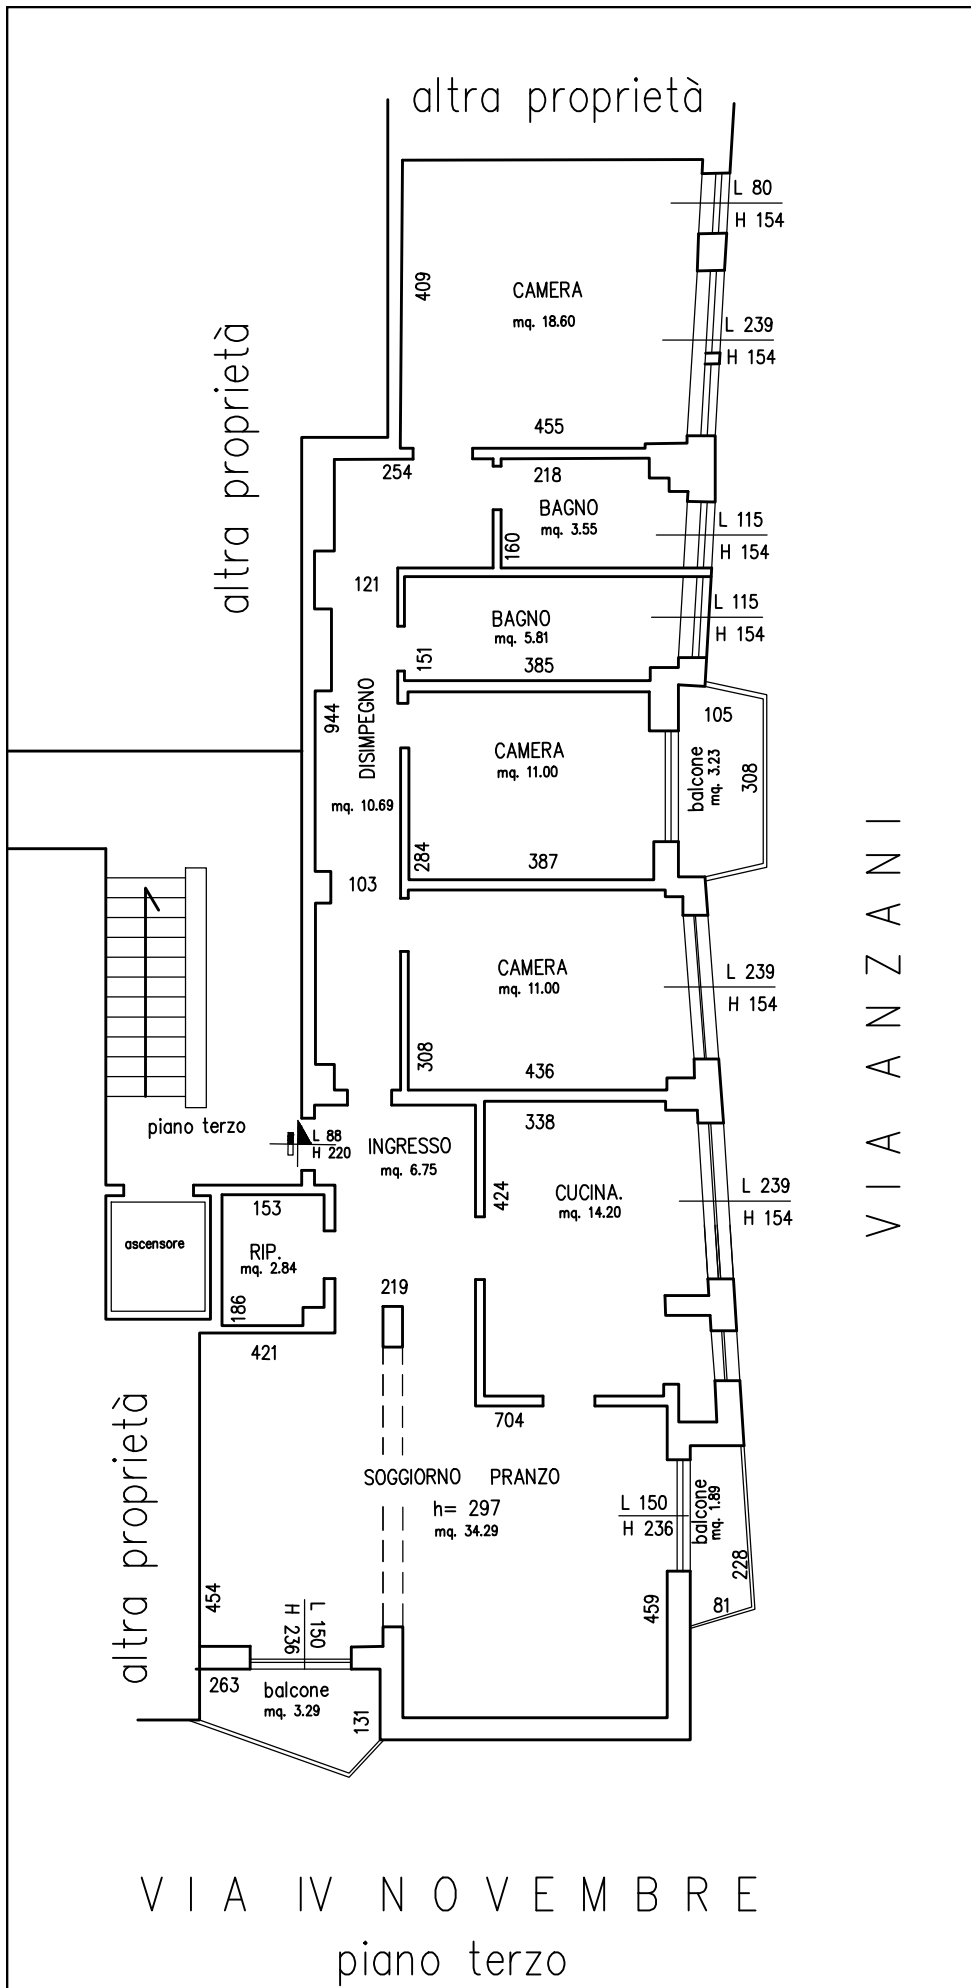 altra proprietà
L 80
H 154
409
CAMERA
mq. 18.60
L 239
H 154
altra proprietà
455
254
218
BAGNO
mq. 3.55
160
L 115
H 154
121
L 115
H 154
BAGNO
mq. 5.81
151
385
944
DISIMPEGNO
mq. 10.69
105
balcone
mq. 3.23
308
CAMERA
mq. 11.00
284
387
103
VIA ANZANI
CAMERA
mq. 11.00
L 239
H 154
308
436
338
piano terzo
L 88
H 220
INGRESSO
mq. 6.75
424
CUCINA.
mq. 14.20
L 239
H 154
153
ascensore
RIP.
mq. 2.84
186
219
421
altra proprietà
704
SOGGIORNO PRANZO
h= 297
mq. 34.29
L 150
H 236
balcone
mq. 1.89
228
81
454
459
L 150
H 236
263
balcone
mq. 3.29
131
VIA IV NOVEMBRE
piano terzo